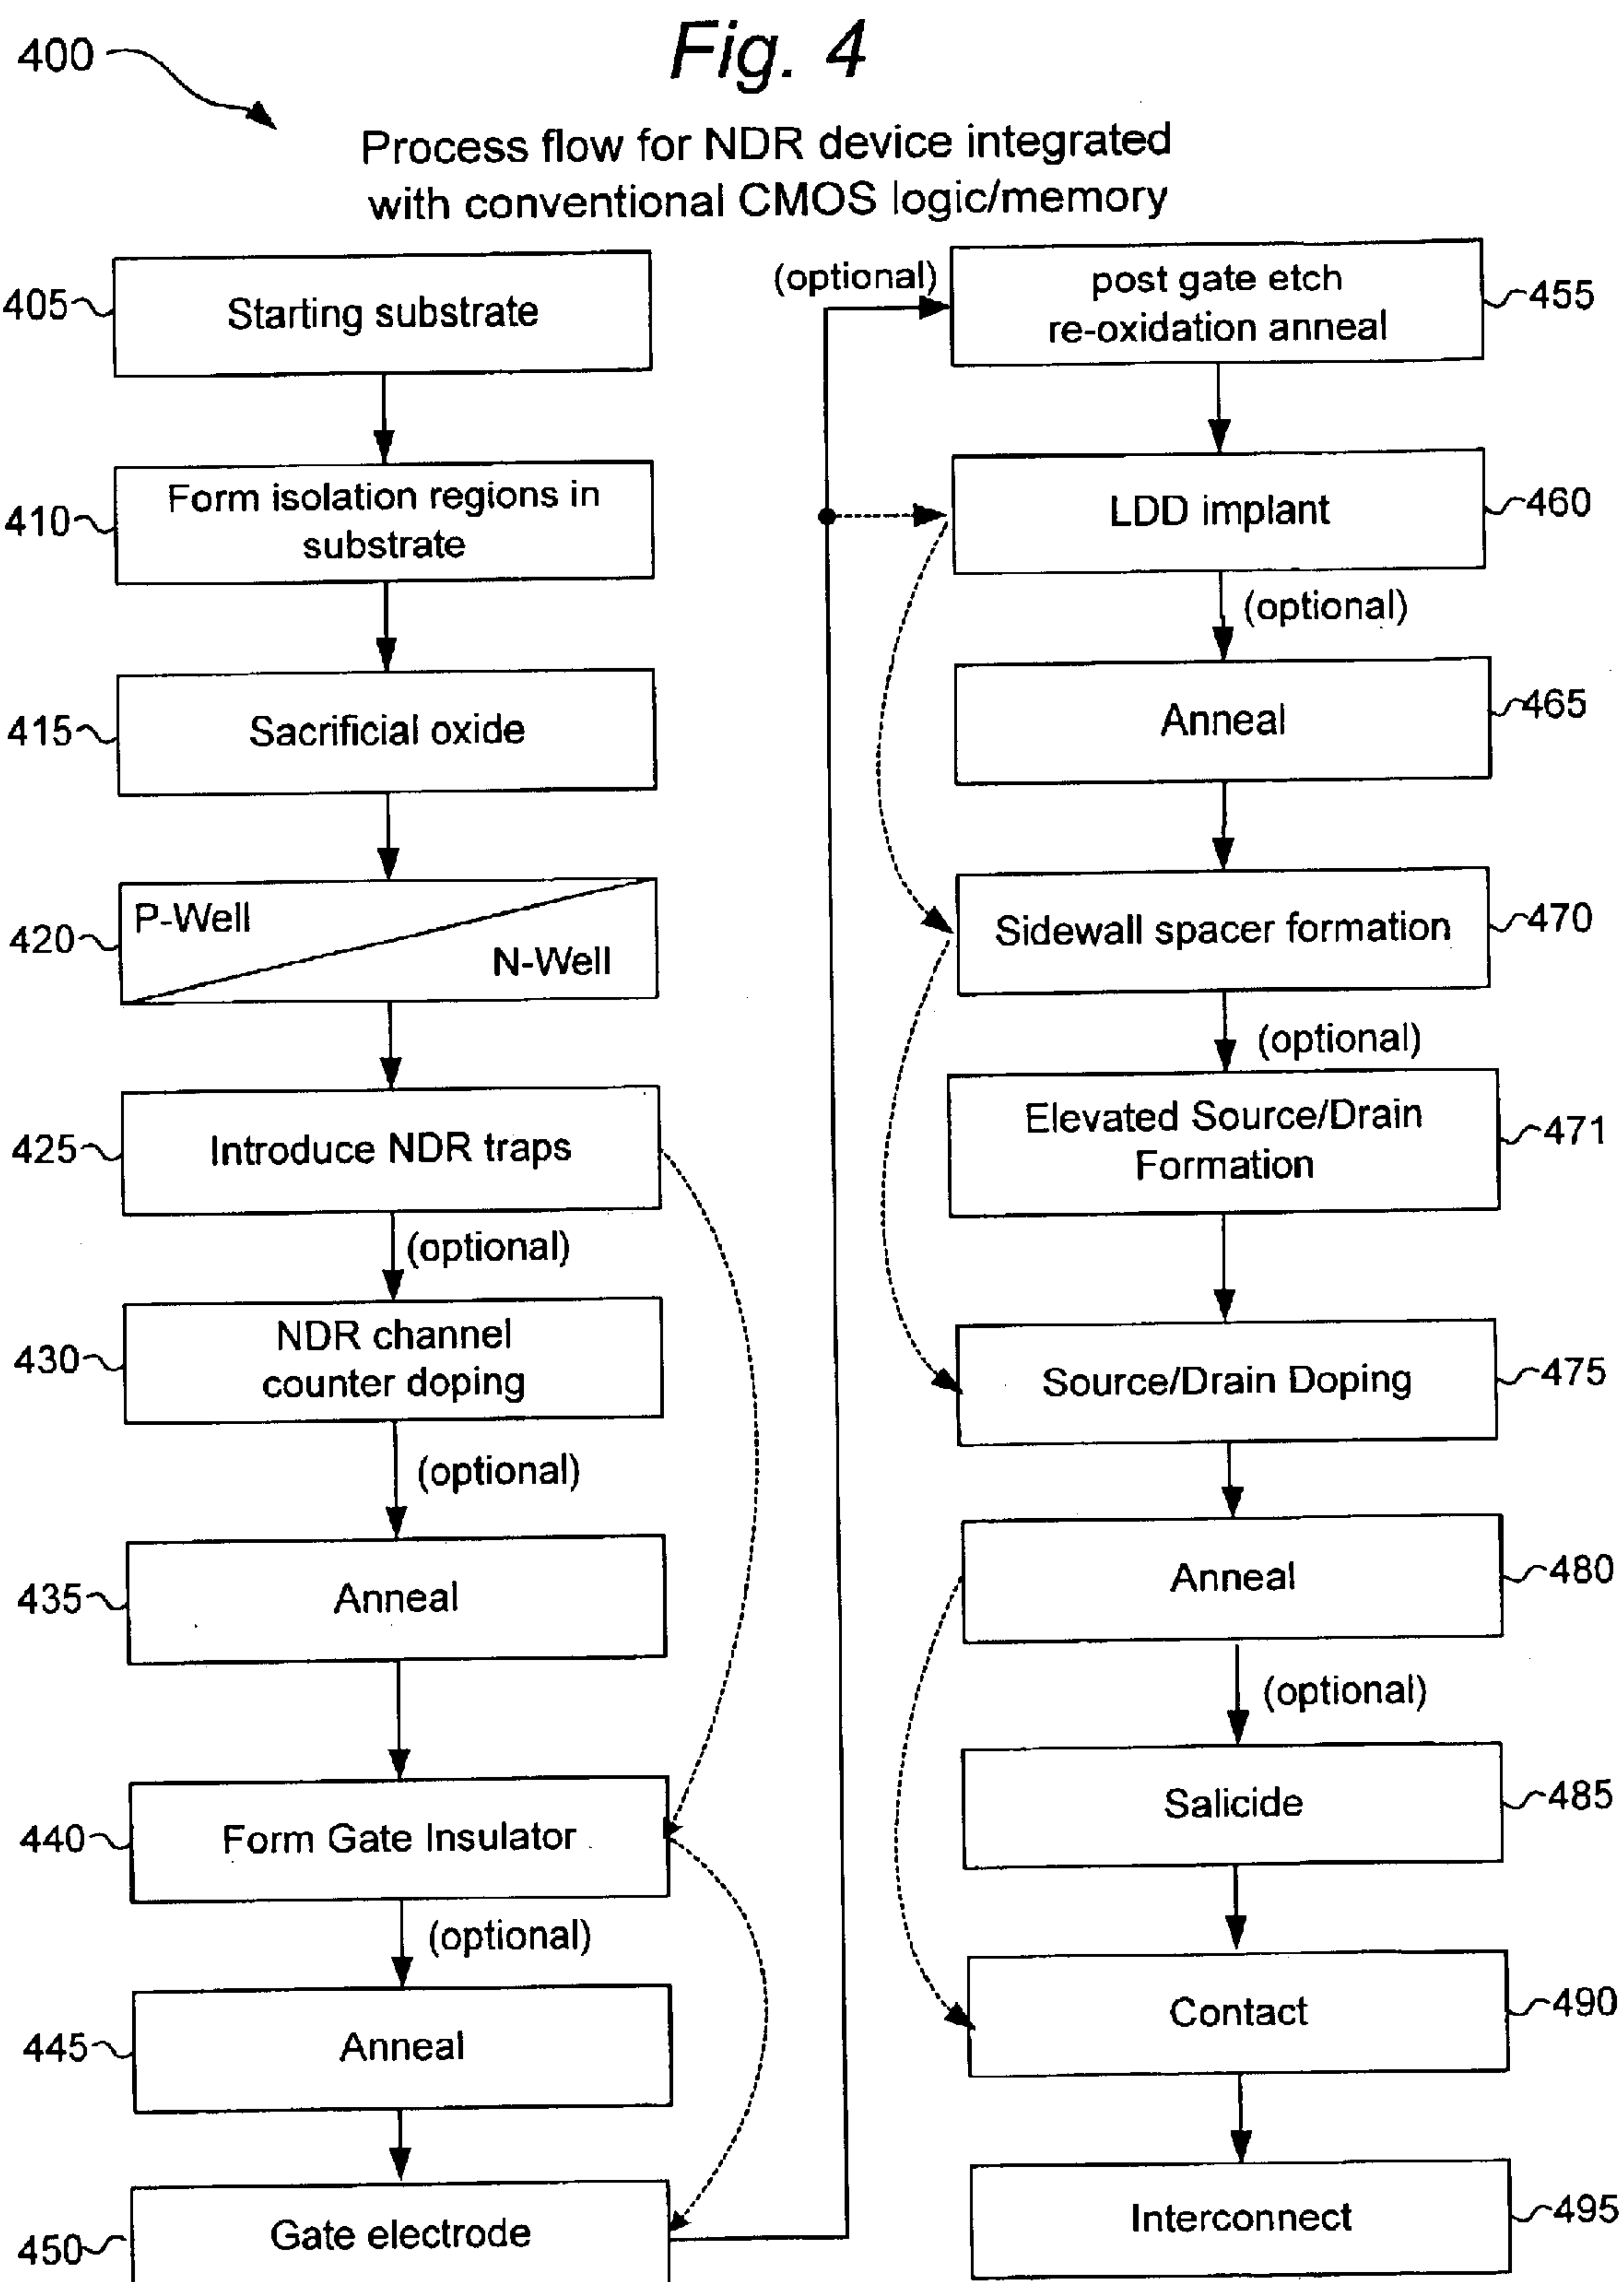 Fig. 4
400
Process flow for NDR device integrated
with conventional CMOS logic/memory
405
Starting substrate
410
Form isolation regions in
substrate
415
Sacrificial oxide
420
P-Well
N-Well
425
Introduce NDR traps
(optional)
430
NDR channel
counter doping
(optional)
435
Anneal
440
Form Gate Insulator
(optional)
445
Anneal
450
Gate electrode
(optional)
post gate etch
re-oxidation anneal
455
LDD implant
460
(optional)
Anneal
465
Sidewall spacer formation
470
(optional)
Elevated Source/Drain
Formation
471
Source/Drain Doping
475
Anneal
480
(optional)
Salicide
485
Contact
490
Interconnect
495